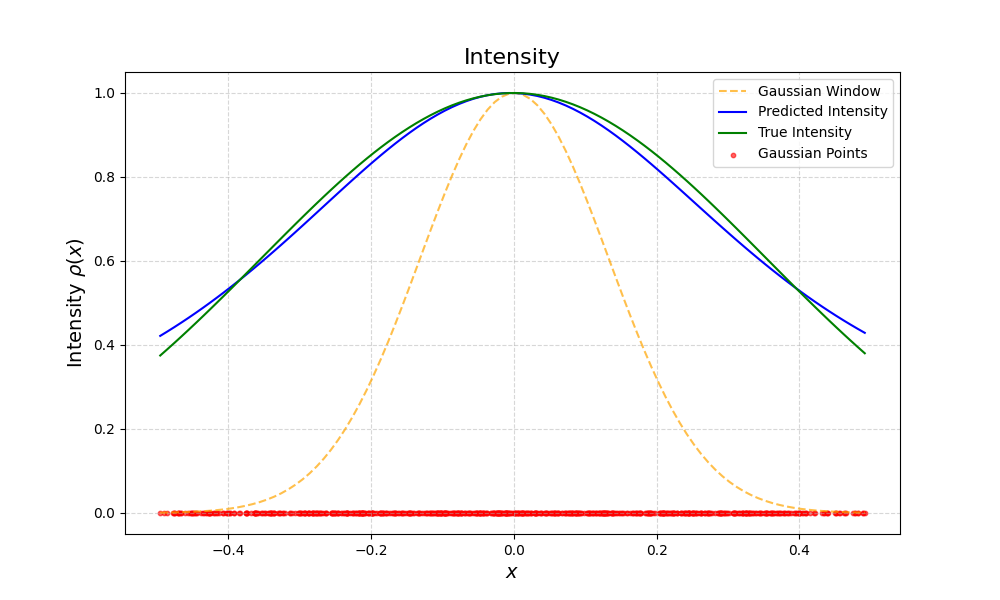 Intensity
Gaussian Window
Predicted Intensity
True Intensity
Gaussian Points
Intensity ρ(x)
1.0
0.8
0.6
0.4
0.2
0.0
−0.4
−0.2
0.0
0.2
0.4
x